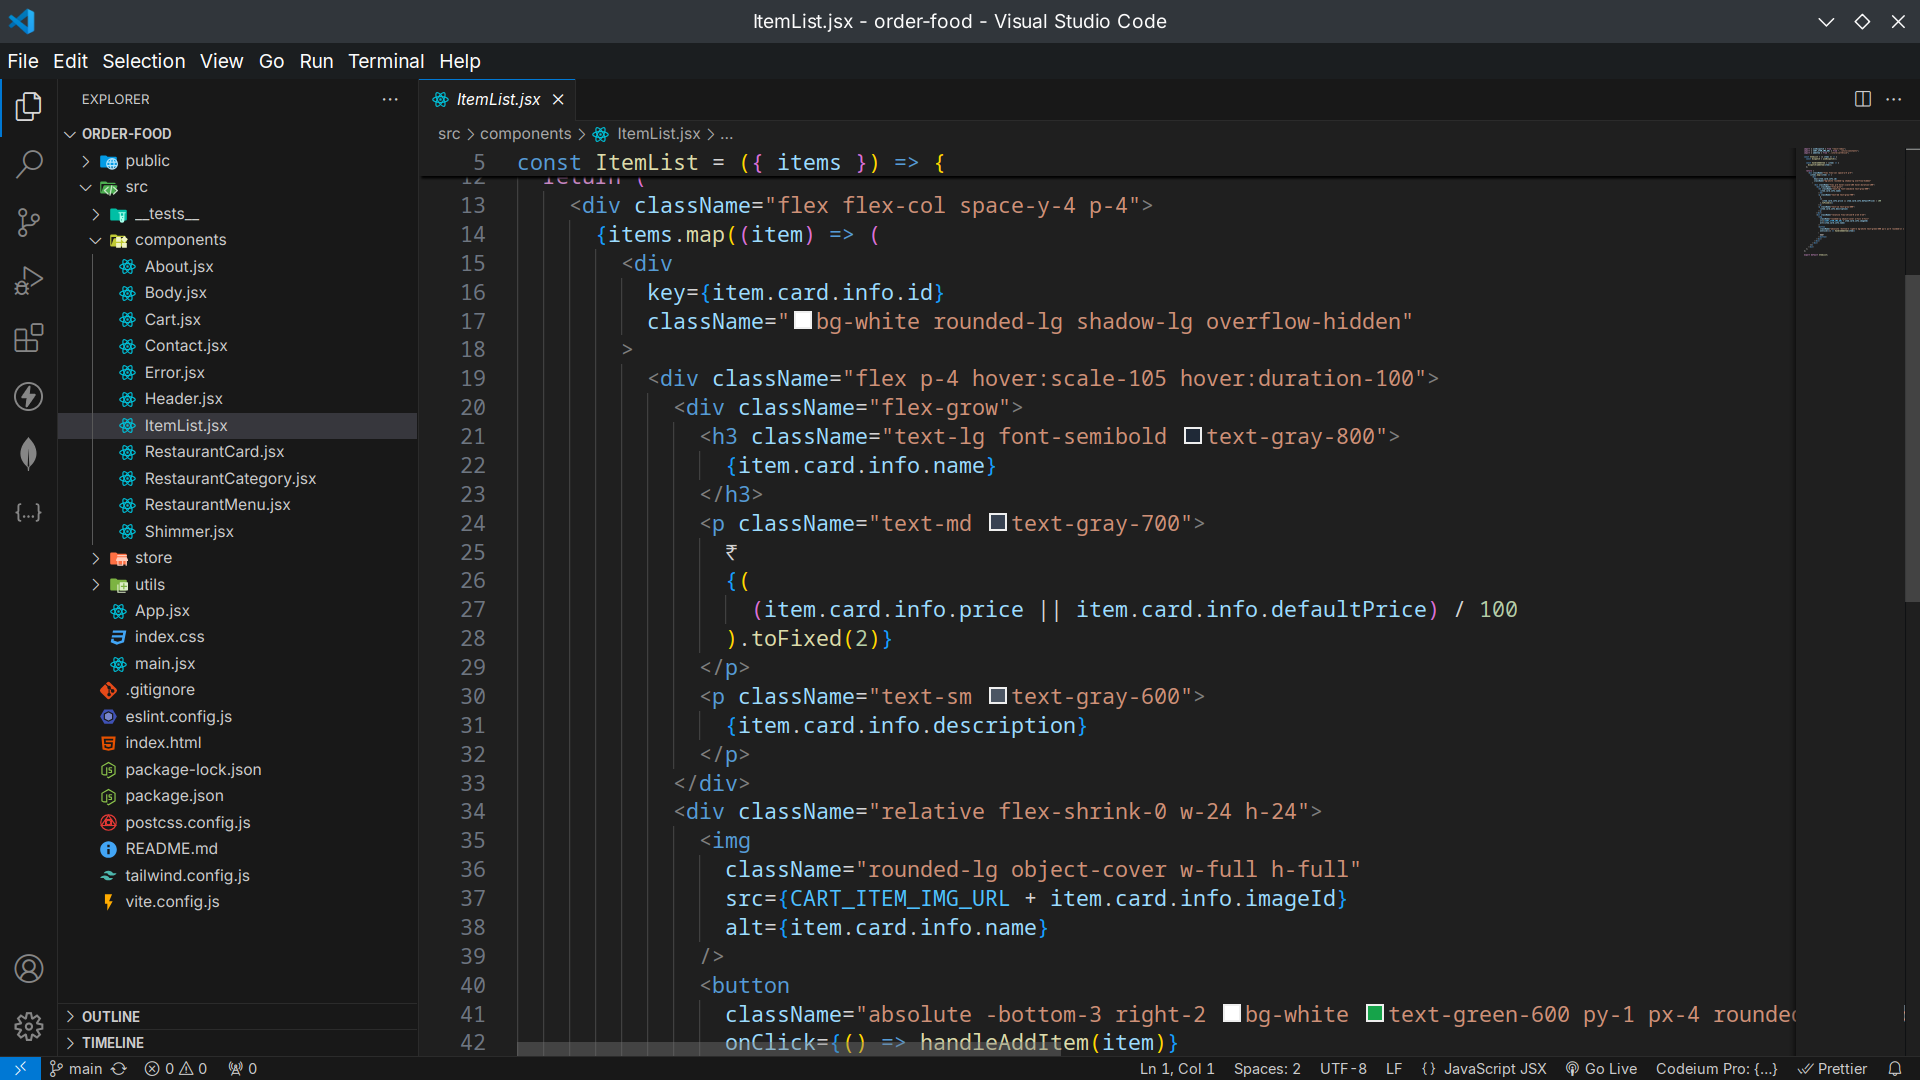 ItemList.jsx - order-food - Visual Studio Code
File Edit Selection View Go Run Terminal Help
EXPLORER
ORDER-FOOD
public
src
__tests__
components
About.jsx
Body.jsx
Cart.jsx
Contact.jsx
Error.jsx
Header.jsx
ItemList.jsx
RestaurantCard.jsx
RestaurantCategory.jsx
RestaurantMenu.jsx
Shimmer.jsx
store
utils
App.jsx
index.css
main.jsx
.gitignore
eslint.config.js
index.html
package-lock.json
package.json
postcss.config.js
README.md
tailwind.config.js
vite.config.js
OUTLINE
TIMELINE
ItemList.jsx
src > components > ItemList.jsx > ...
5 const ItemList = ({ items }) => {
12 return (
13 <div className="flex flex-col space-y-4 p-4">
14 {items.map((item) => (
15 <div
16 key={item.card.info.id}
17 className="bg-white rounded-lg shadow-lg overflow-hidden"
18 >
19 <div className="flex p-4 hover:scale-105 hover:duration-100">
20 <div className="flex-grow">
21 <h3 className="text-lg font-semibold text-gray-800">
22 {item.card.info.name}
23 </h3>
24 <p className="text-md text-gray-700">
25 ₹
26 {(
27 (item.card.info.price || item.card.info.defaultPrice) / 100
28 ).toFixed(2)}
29 </p>
30 <p className="text-sm text-gray-600">
31 {item.card.info.description}
32 </p>
33 </div>
34 <div className="relative flex-shrink-0 w-24 h-24">
35 <img
36 className="rounded-lg object-cover w-full h-full"
37 src={CART_ITEM_IMG_URL + item.card.info.imageId}
38 alt={item.card.info.name}
39 />
40 <button
41 className="absolute -bottom-3 right-2 bg-white text-green-600 py-1 px-4 rounded
42 onClick={() => handleAddItem(item)}
main 0 0 0 Ln 1, Col 1 Spaces: 2 UTF-8 LF {} JavaScript JSX Go Live Codeium Pro: {...} Prettier